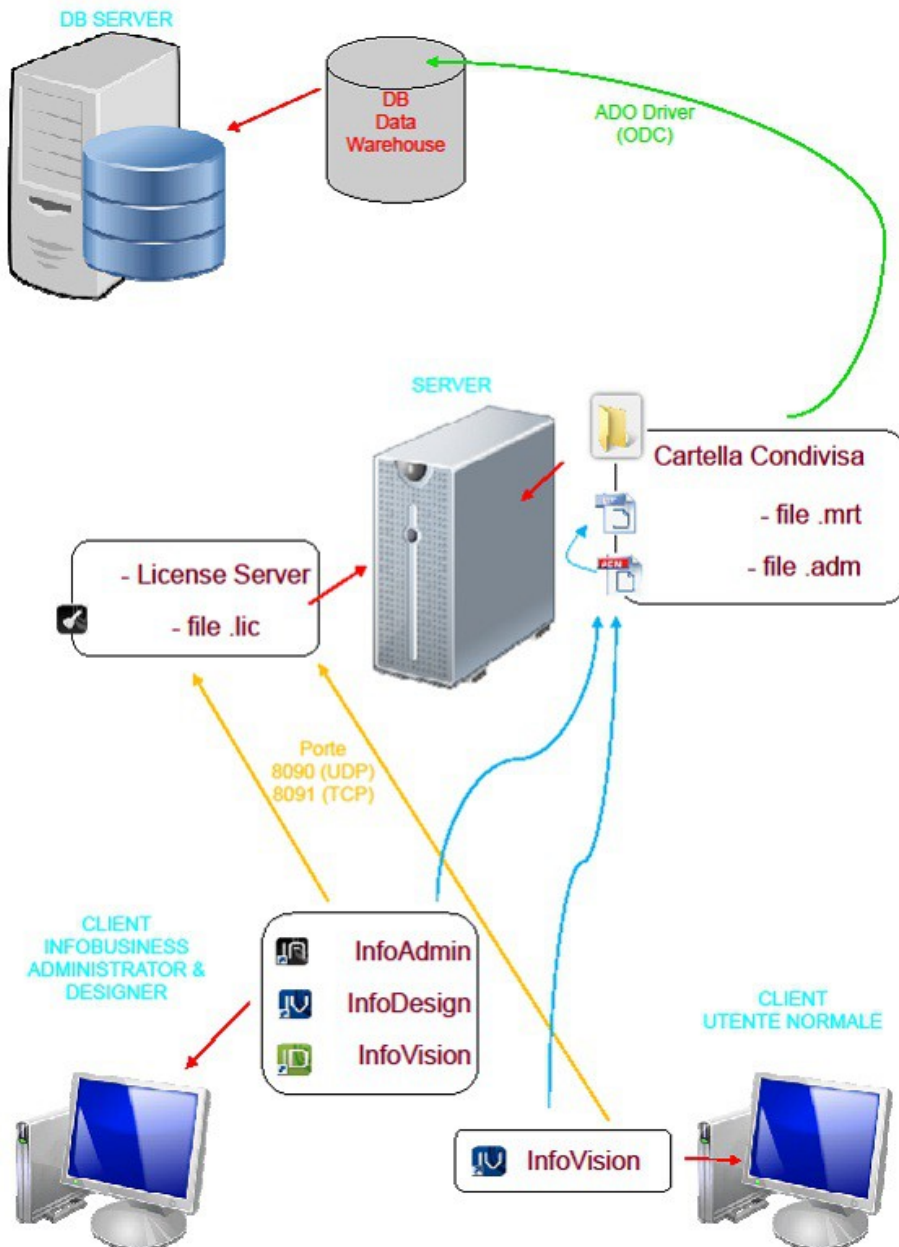 DB SERVER
DB
Data
Warehouse
ADO Driver
(ODC)
SERVER
Cartella Condivisa
- file .mrt
- file .adm
- License Server
- file .lic
Porte
8090 (UDP)
8091 (TCP)
CLIENT
INFOBUSINESS
ADMINISTRATOR &
DESIGNER
InfoAdmin
InfoDesign
InfoVision
CLIENT
UTENTE NORMALE
InfoVision